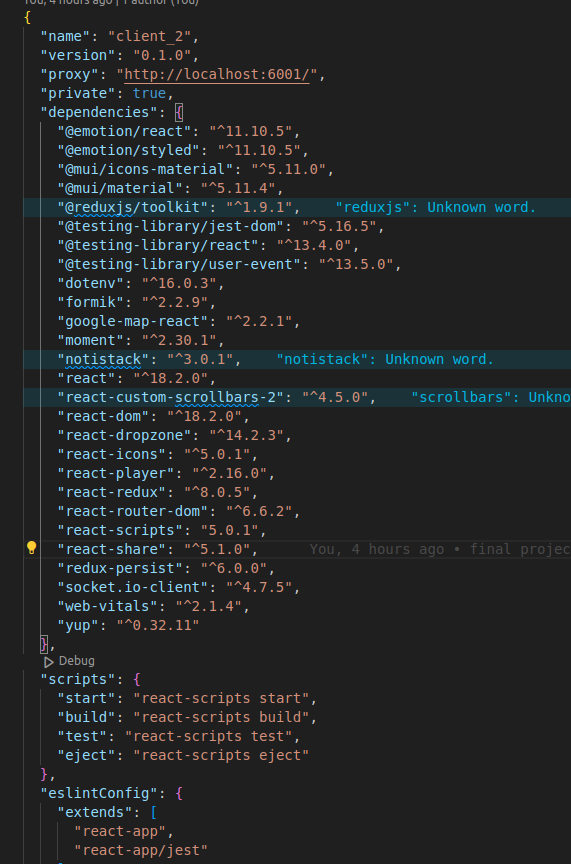 You, 4 hours ago | 1 author (You)
{
"name": "client_2",
"version": "0.1.0",
"proxy": "http://localhost:6001/",
"private": true,
"dependencies": {
"@emotion/react": "^11.10.5",
"@emotion/styled": "^11.10.5",
"@mui/icons-material": "^5.11.0",
"@mui/material": "^5.11.4",
"@reduxjs/toolkit": "^1.9.1", "reduxjs": Unknown word.
"@testing-library/jest-dom": "^5.16.5",
"@testing-library/react": "^13.4.0",
"@testing-library/user-event": "^13.5.0",
"dotenv": "^16.0.3",
"formik": "^2.2.9",
"google-map-react": "^2.2.1",
"moment": "^2.30.1",
"notistack": "^3.0.1", "notistack": Unknown word.
"react": "^18.2.0",
"react-custom-scrollbars-2": "^4.5.0", "scrollbars": Unkno
"react-dom": "^18.2.0",
"react-dropzone": "^14.2.3",
"react-icons": "^5.0.1",
"react-player": "^2.16.0",
"react-redux": "^8.0.5",
"react-router-dom": "^6.6.2",
"react-scripts": "5.0.1",
"react-share": "^5.1.0", You, 4 hours ago • final projec
"redux-persist": "^6.0.0",
"socket.io-client": "^4.7.5",
"web-vitals": "^2.1.4",
"yup": "^0.32.11"
},
Debug
"scripts": {
"start": "react-scripts start",
"build": "react-scripts build",
"test": "react-scripts test",
"eject": "react-scripts eject"
},
"eslintConfig": {
"extends": [
"react-app",
"react-app/jest"